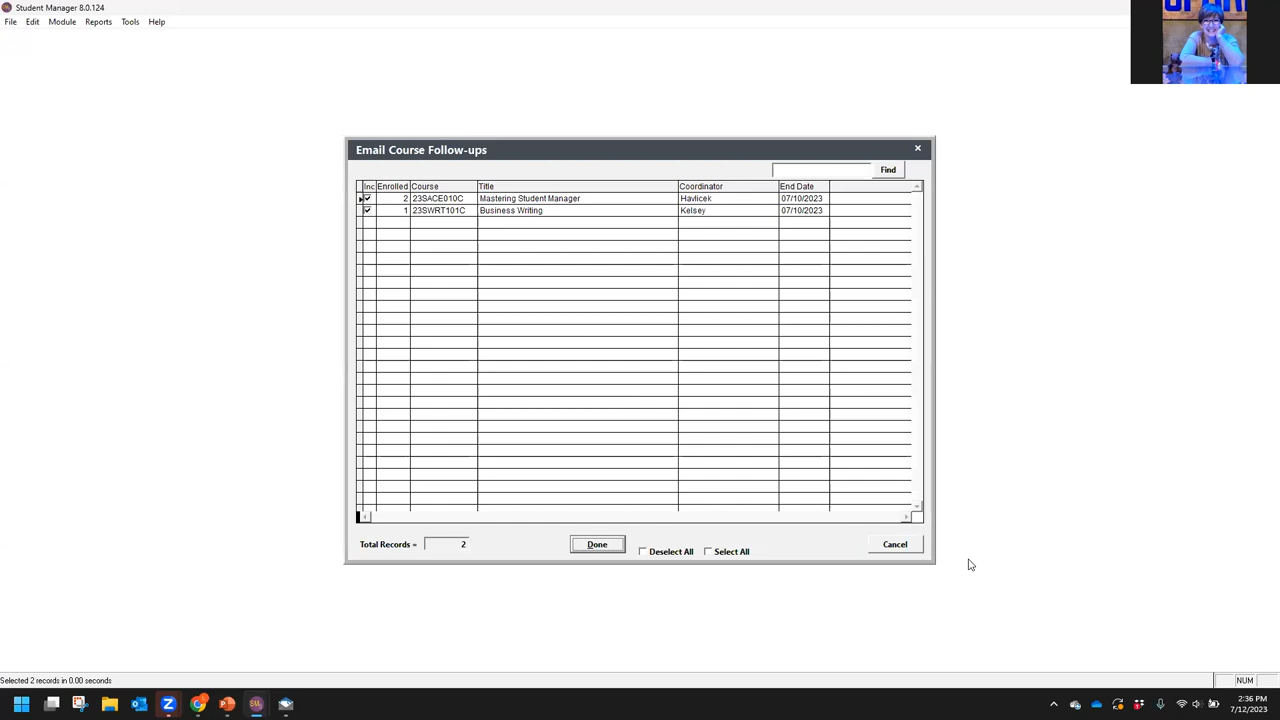 Student Manager 8.0.124
File Edit Module Reports Tools Help
Email Course Follow-ups
Find
Inc Enrolled Course Title Coordinator End Date
2 23SACE010C Mastering Student Manager Havlicek 07/10/2023
1 23SWRT101C Business Writing Kelsey 07/10/2023
Total Records = 2 Done Deselect All Select All Cancel
Selected 2 records in 0.00 seconds NUM
2:36 PM
7/12/2023